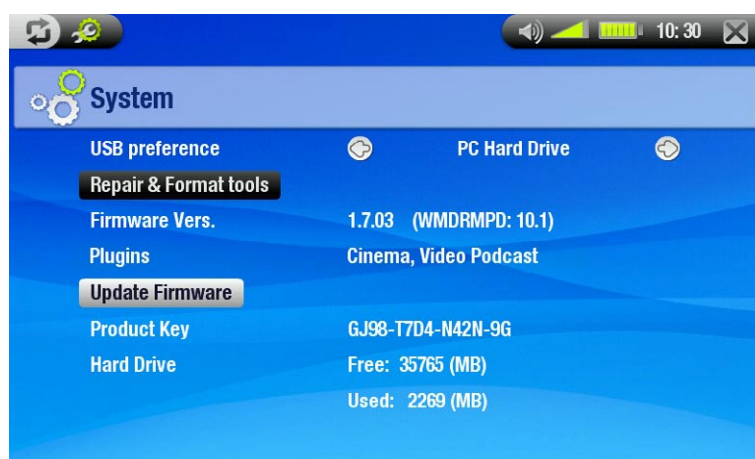 10:30
System
USB preference PC Hard Drive
Repair & Format tools
Firmware Vers. 1.7.03 (WMDRMPD: 10.1)
Plugins Cinema, Video Podcast
Update Firmware
Product Key GJ98-T7D4-N42N-9G
Hard Drive Free: 35765 (MB)
Used: 2269 (MB)